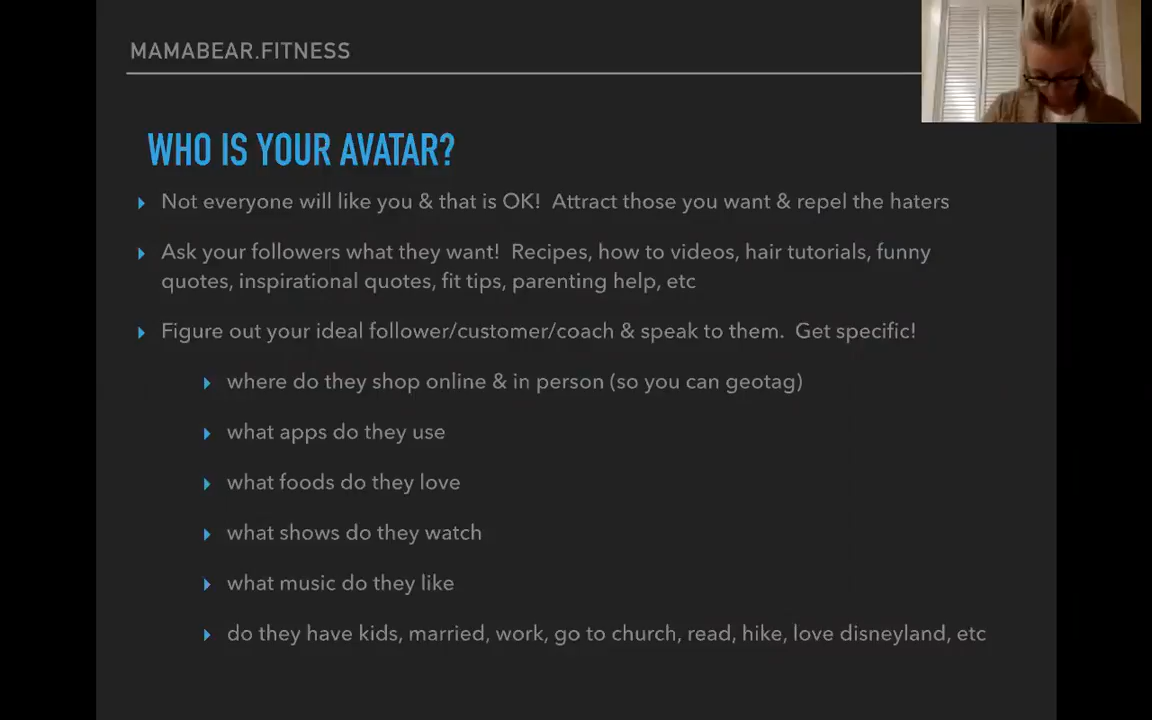 MAMABEAR.FITNESS
WHO IS YOUR AVATAR?
Not everyone will like you & that is OK!  Attract those you want & repel the haters
Ask your followers what they want!  Recipes, how to videos, hair tutorials, funny
quotes, inspirational quotes, fit tips, parenting help, etc
Figure out your ideal follower/customer/coach & speak to them.  Get specific!
where do they shop online & in person (so you can geotag)
what apps do they use
what foods do they love
what shows do they watch
what music do they like
do they have kids, married, work, go to church, read, hike, love disneyland, etc